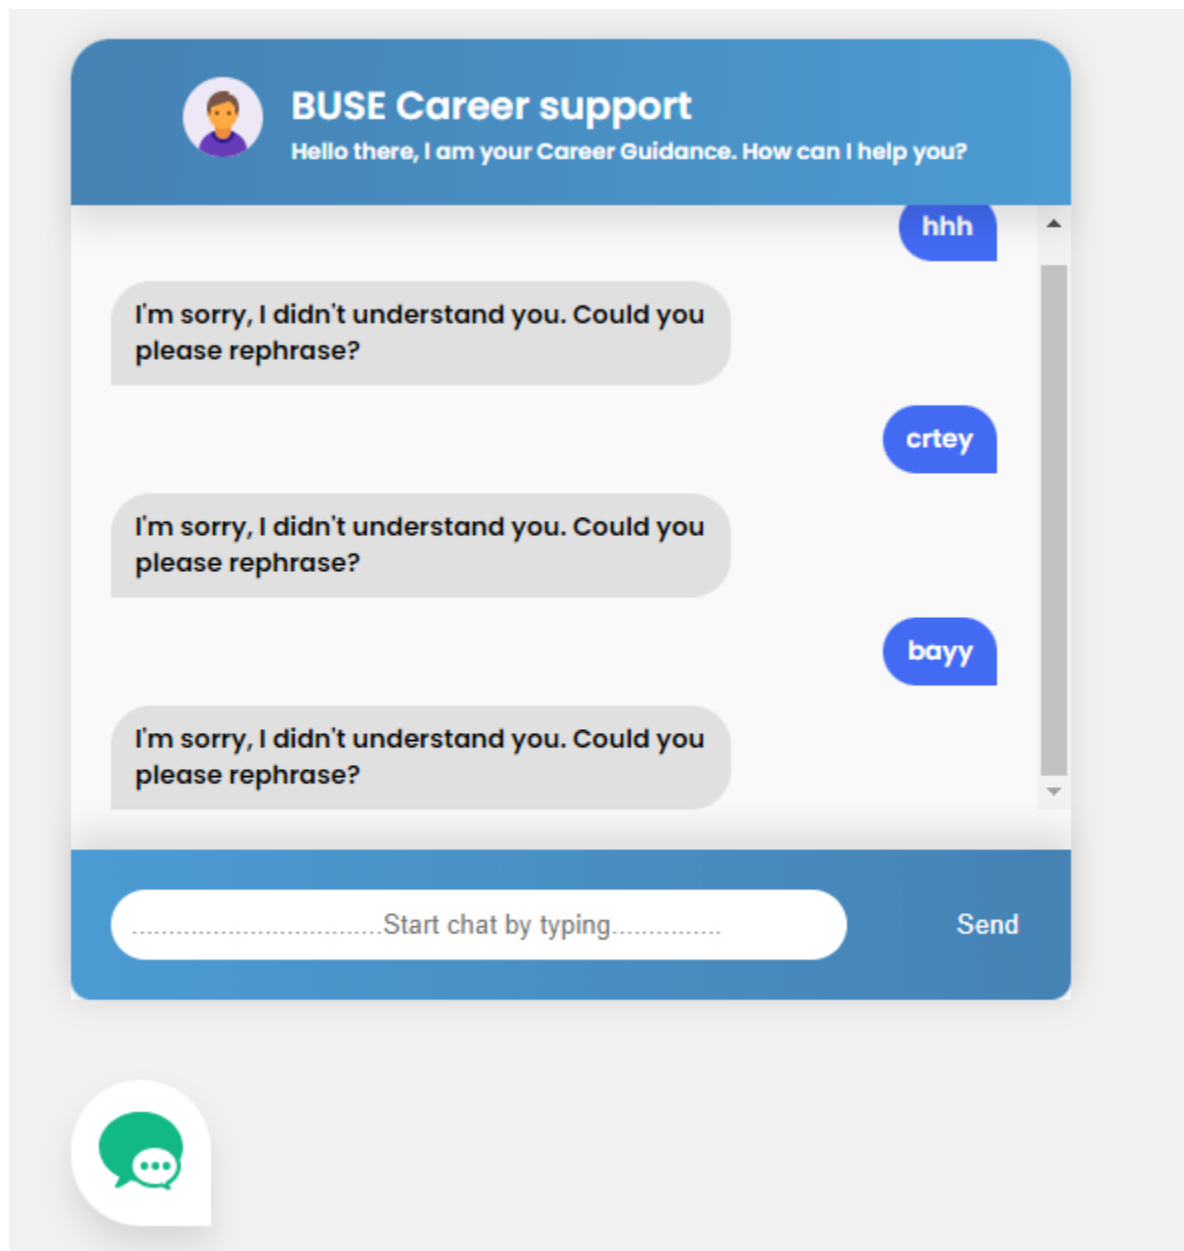 BUSE Career support
Hello there, I am your Career Guidance. How can I help you?
hhh
I'm sorry, I didn't understand you. Could you
please rephrase?
crtey
I'm sorry, I didn't understand you. Could you
please rephrase?
bayy
I'm sorry, I didn't understand you. Could you
please rephrase?
..................................Start chat by typing...............
Send